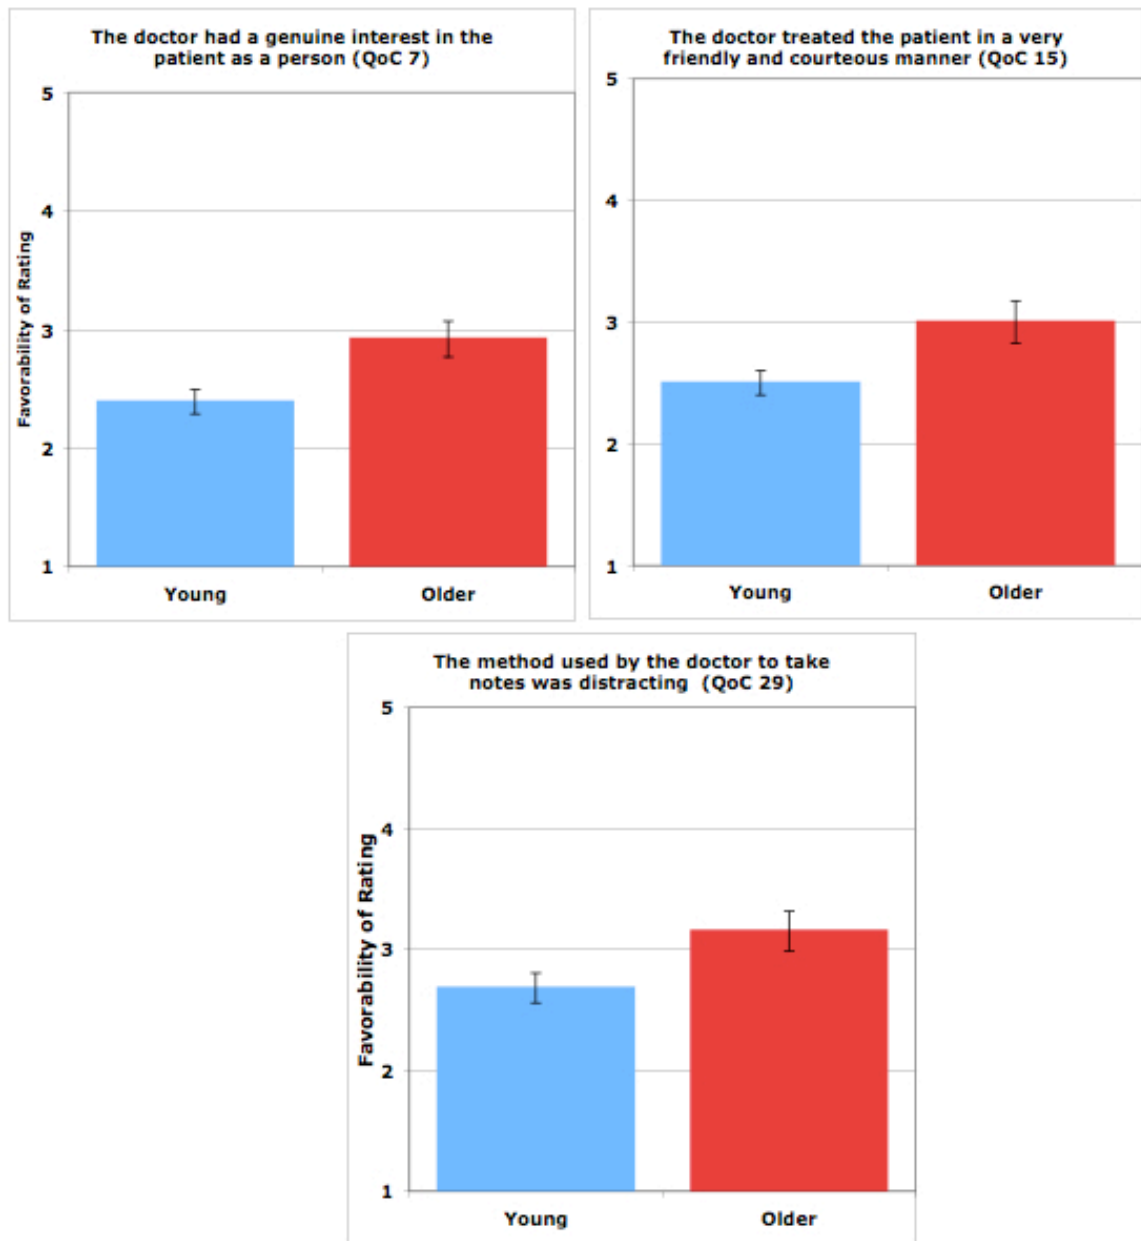 The doctor had a genuine interest in the
patient as a person (QoC 7)
5
4
3
2
1
Favorability of Rating
Young
Older
The doctor treated the patient in a very
friendly and courteous manner (QoC 15)
5
4
3
2
1
Young
Older
The method used by the doctor to take
notes was distracting (QoC 29)
5
4
3
2
1
Favorability of Rating
Young
Older